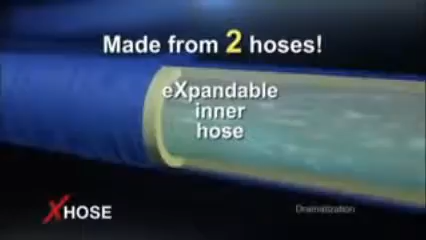 Made from 2 hoses!
eXpandable
inner
hose
XHOSE
Dramatization